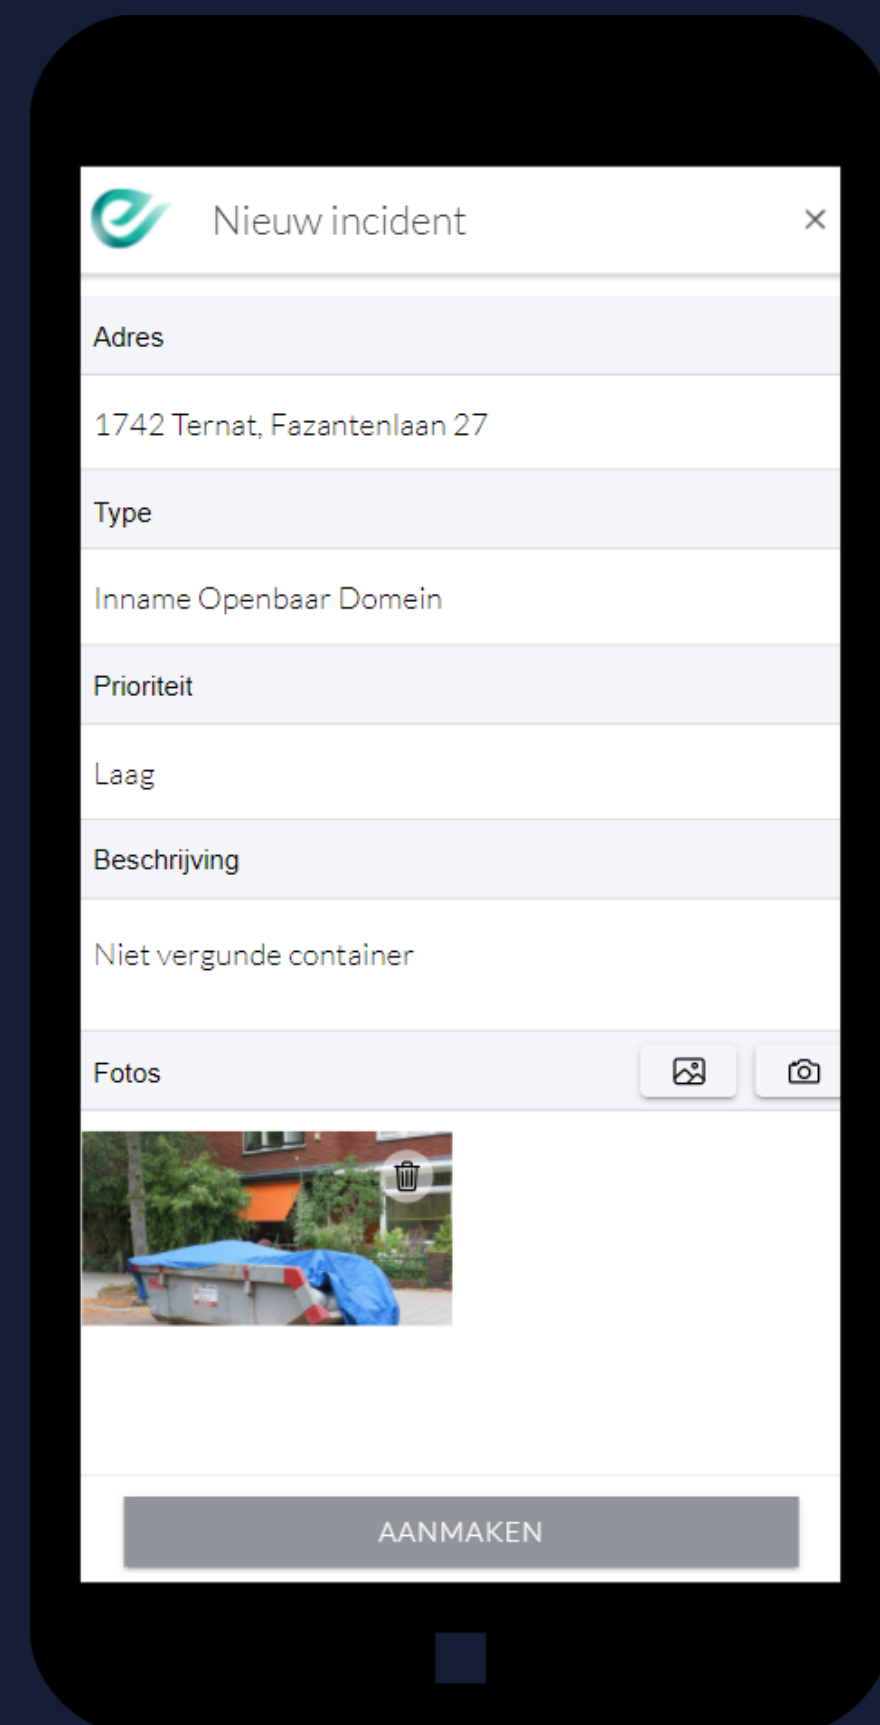 Nieuw incident
Adres
1742 Ternat, Fazantenlaan 27
Type
Inname Openbaar Domein
Prioriteit
Laag
Beschrijving
Niet vergunde container
Fotos
AANMAKEN